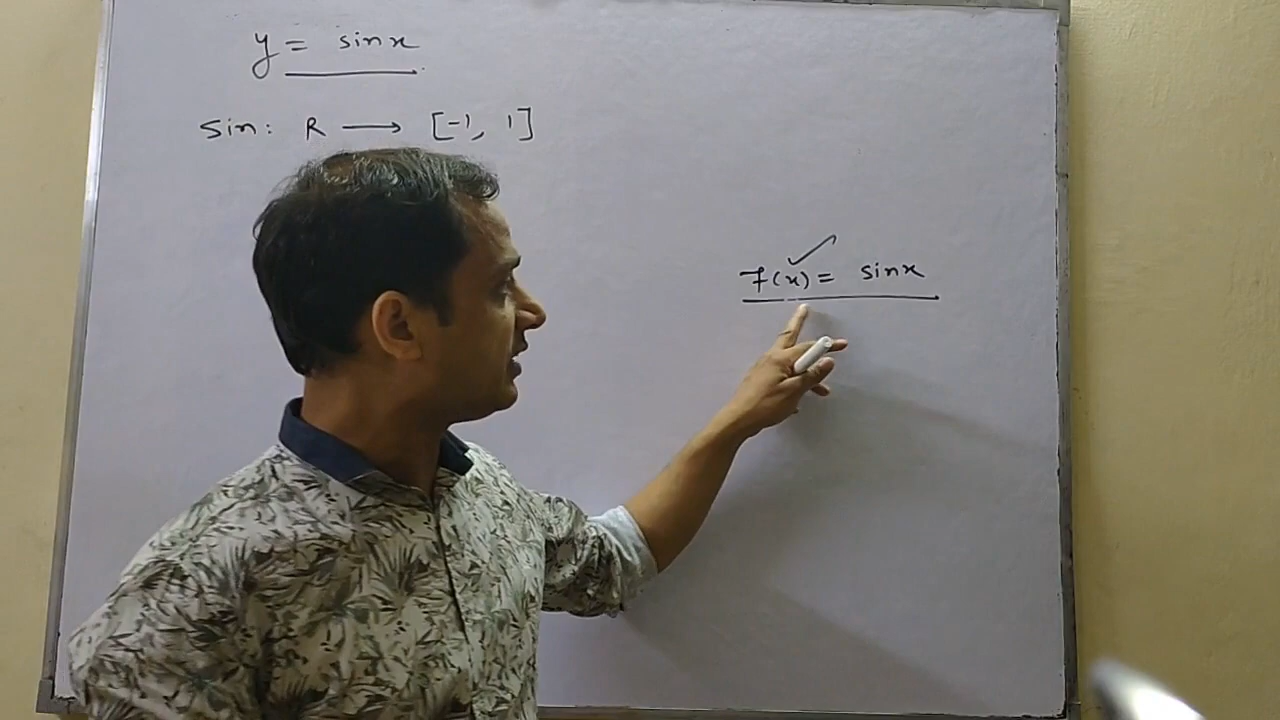 y = sinx
Sin: R ⟶ [-1, 1]
f(x) = sinx